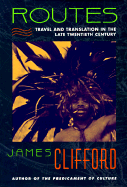 ROUTES
TRAVEL AND TRANSLATION IN THE
LATE TWENTIETH CENTURY
JAMES
CLIFFORD
AUTHOR OF THE PREDICAMENT OF CULTURE